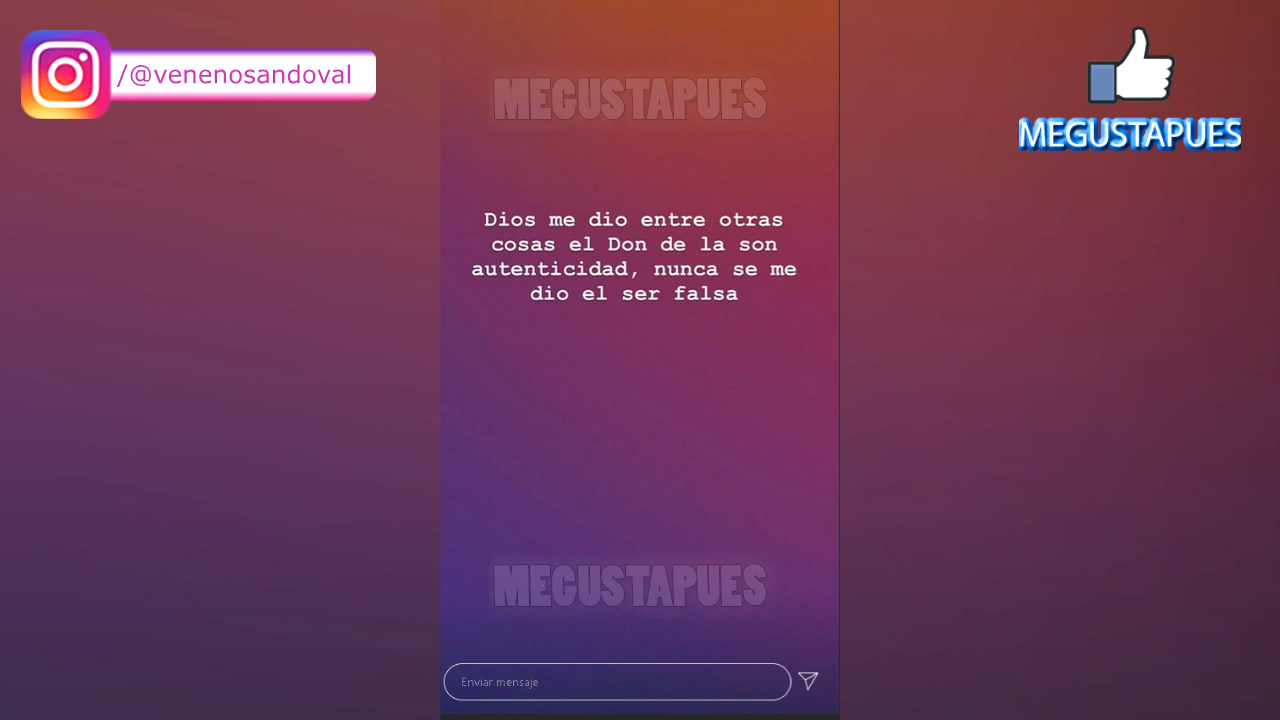 /@venenosandoval
MEGUSTAPUES
MEGUSTAPUES
Dios me dio entre otras
cosas el Don de la son
autenticidad, nunca se me
dio el ser falsa
MEGUSTAPUES
Enviar mensaje